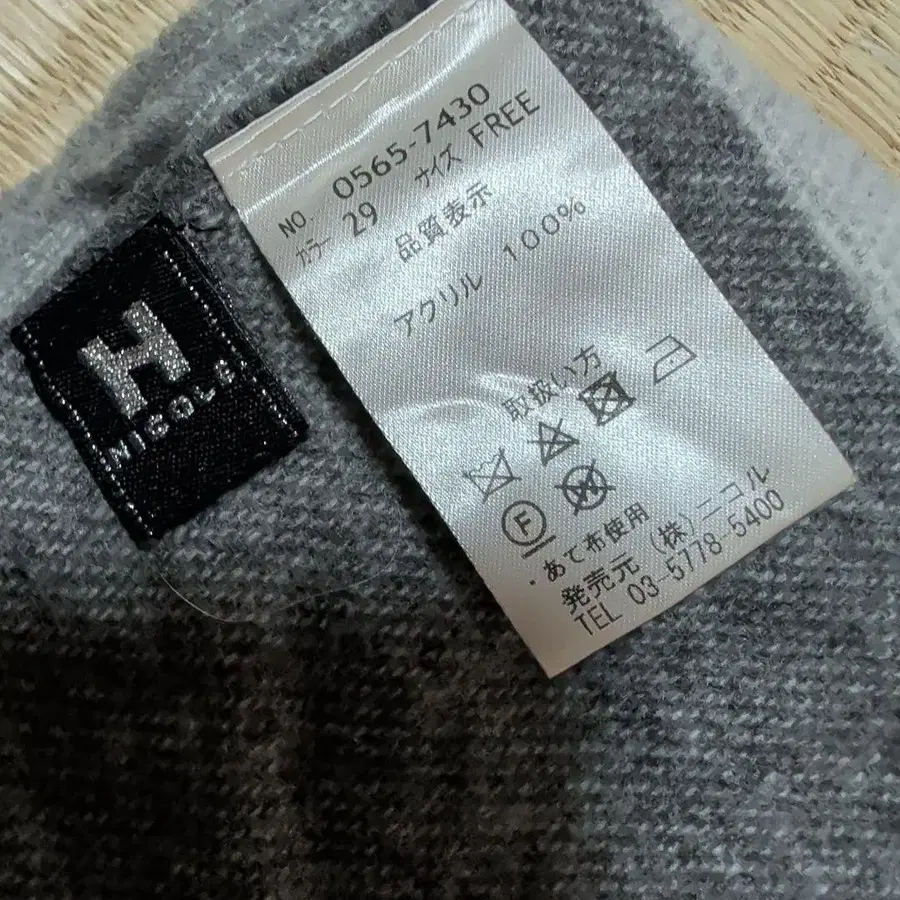 H
NICOLE
NO. 0565-7430
カラー 29 サイズ FREE
品質表示
アクリル 100%
取扱い方
F
W
・あて布使用
発売元 (株)ニコル
TEL 03-5778-5400